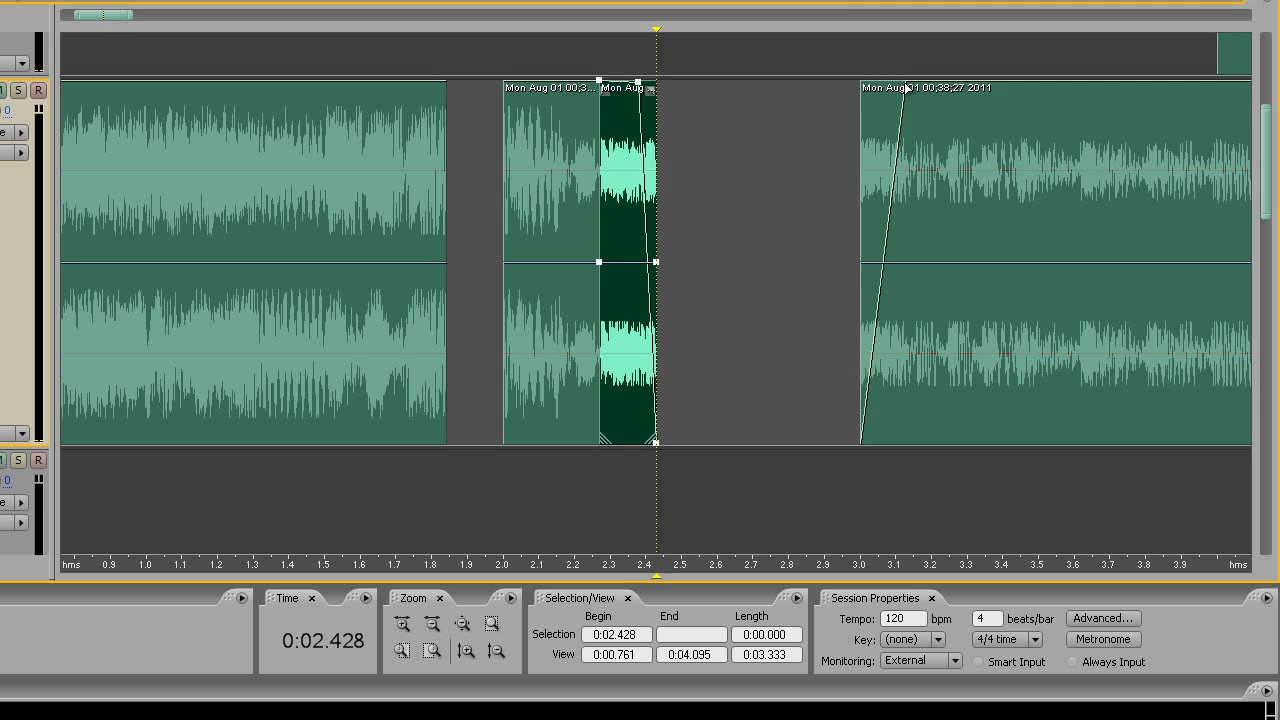 M S R
0
e
Mon Aug 01 00;3... Mon Aug Mon Aug 01 00;38;27 2011
M S R
0
e
hms 0.9 1.0 1.1 1.2 1.3 1.4 1.5 1.6 1.7 1.8 2.0 2.1 2.2 2.3 2.4 2.5 2.6 2.7 2.8 2.9 3.0 3.1 3.2 3.3 3.4 3.5 3.6 3.7 3.8 3.9 hms
Time x
0:02.428
Zoom x
Selection/View x
Begin End Length
Selection 0:02.428 0:00.000
View 0:00.761 0:04.095 0:03.333
Session Properties x
Tempo: 120 bpm 4 beats/bar Advanced...
Key: (none) 4/4 time Metronome
Monitoring: External Smart Input Always Input